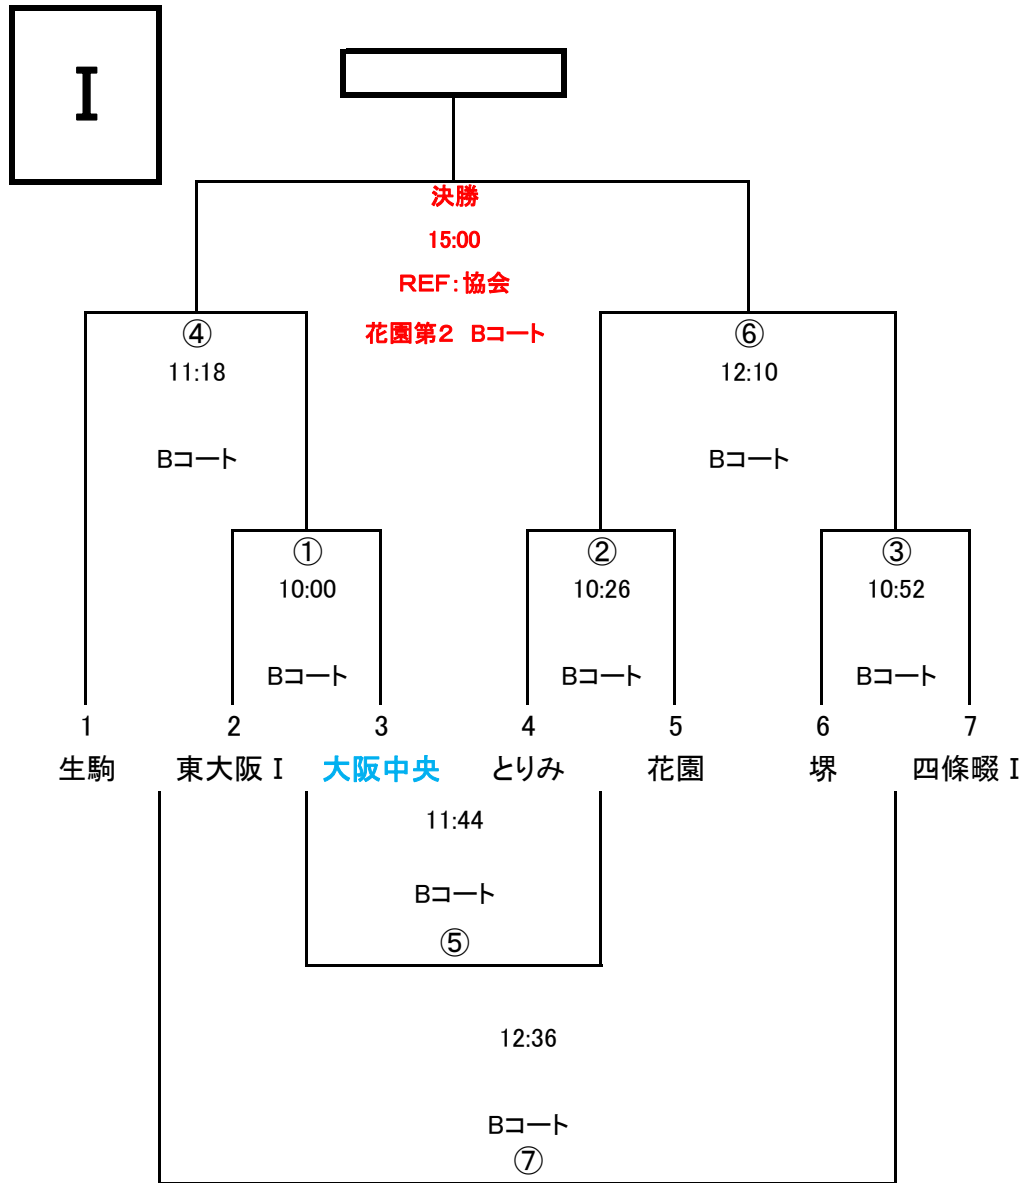 I
決勝
15:00
REF：協会
花園第２ Bコート
④ ⑥
11:18 12:10
Bコート Bコート
① ② ③
10:00 10:26 10:52
Bコート Bコート Bコート
1 2 3 4 5 6 7
生駒 東大阪Ｉ 大阪中央 とりみ 花園 堺 四條畷Ｉ
11:44
Bコート
⑤
12:36
Bコート
⑦